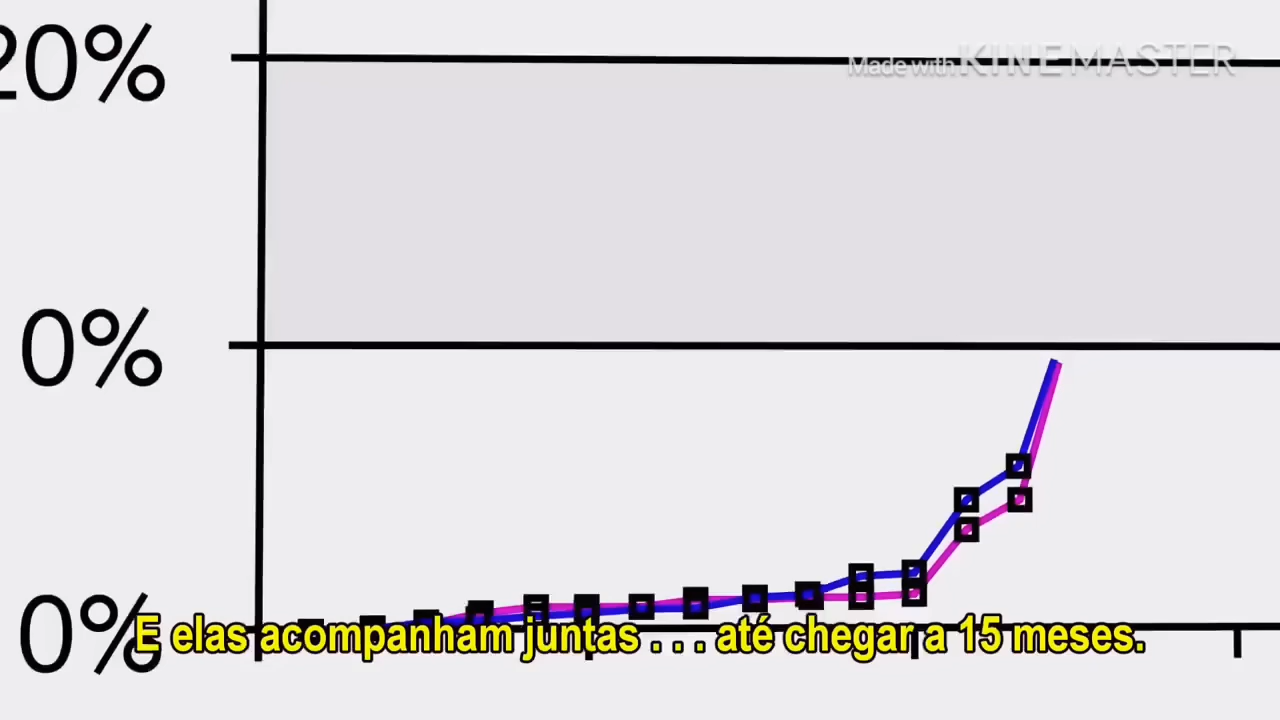 20%
Made with KINEMASTER
0%
0%
E elas acompanham juntas . . . até chegar a 15 meses.